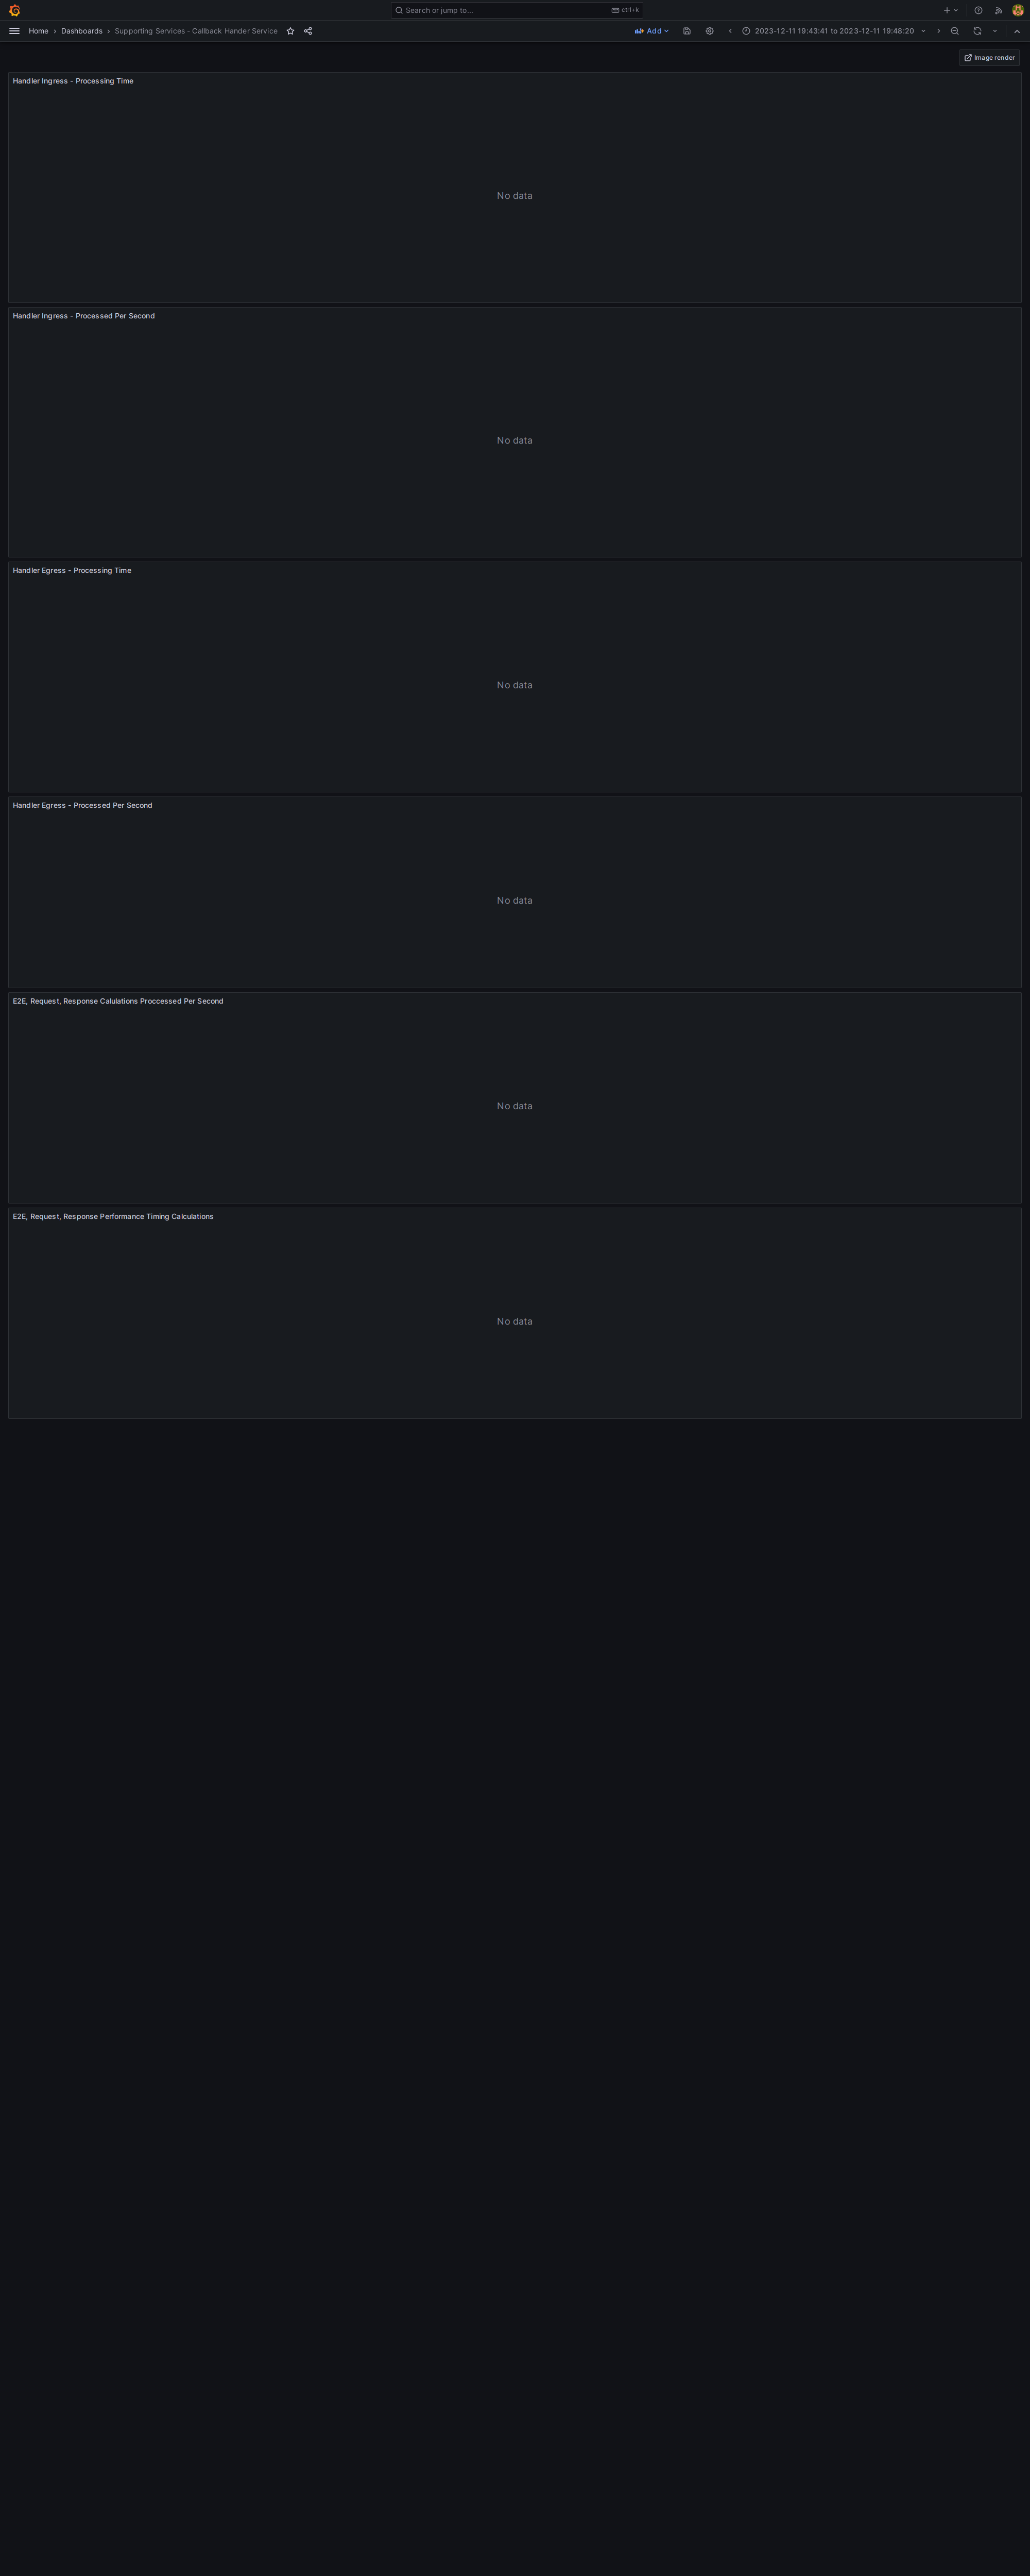 Search or jump to...
ctrl+k
Home
Dashboards
Supporting Services - Callback Hander Service
Add
2023-12-11 19:43:41 to 2023-12-11 19:48:20
Image render
Handler Ingress - Processing Time
No data
Handler Ingress - Processed Per Second
No data
Handler Egress - Processing Time
No data
Handler Egress - Processed Per Second
No data
E2E, Request, Response Calulations Proccessed Per Second
No data
E2E, Request, Response Performance Timing Calculations
No data